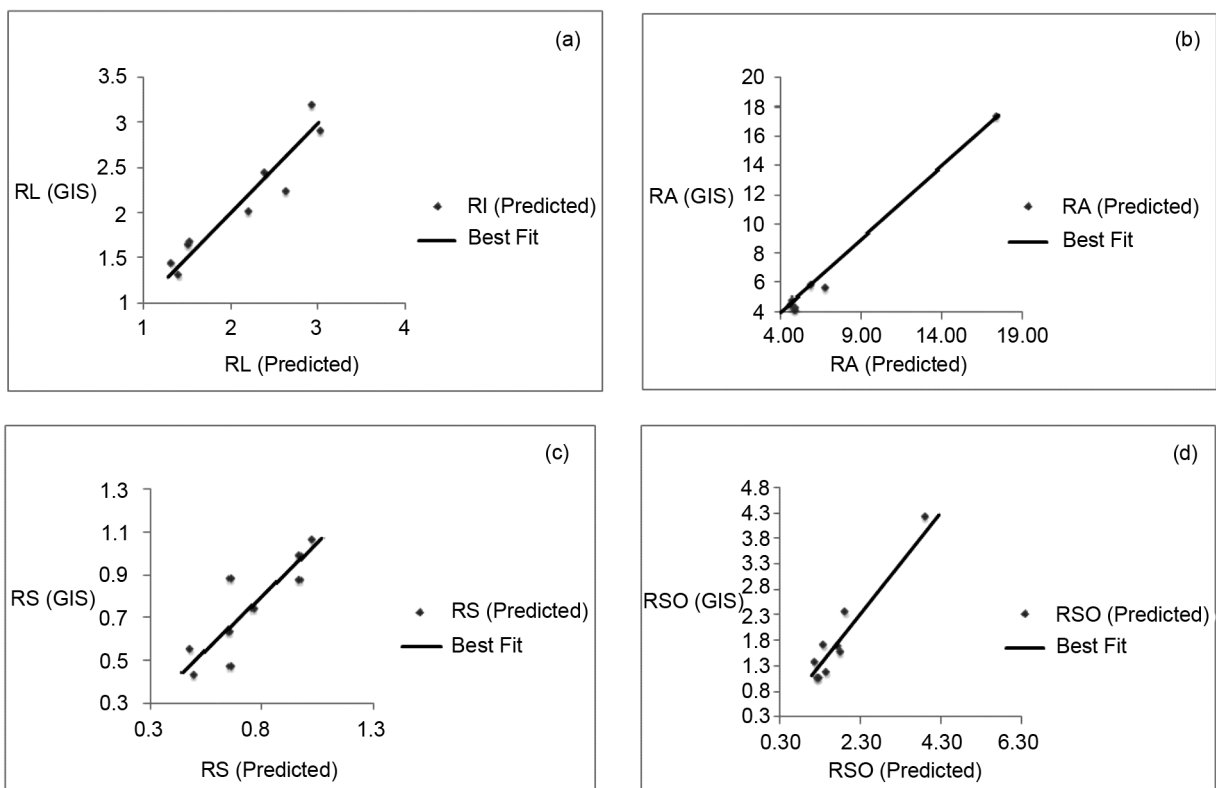 (a)
3.5
3
2.5
RL (GIS)
2
1.5
1
1 2 3 4
RL (Predicted)
RI (Predicted)
Best Fit
(b)
20
18
16
14
12
RA (GIS)
10
8
6
4
4.00 9.00 14.00 19.00
RA (Predicted)
RA (Predicted)
Best Fit
(c)
1.3
1.1
0.9
RS (GIS)
0.7
0.5
0.3
0.3 0.8 1.3
RS (Predicted)
RS (Predicted)
Best Fit
(d)
4.8
4.3
3.8
3.3
2.8
RSO (GIS)
2.3
1.8
1.3
0.8
0.3
0.30 2.30 4.30 6.30
RSO (Predicted)
RSO (Predicted)
Best Fit